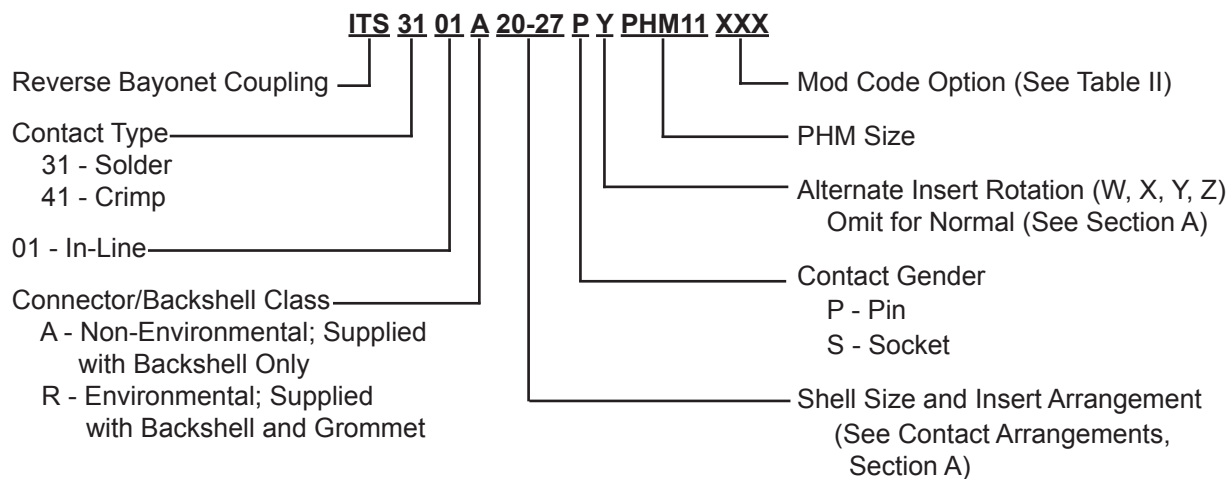 ITS 31 01 A 20-27 P Y PHM11 XXX
Reverse Bayonet Coupling
Contact Type
31 - Solder
41 - Crimp
01 - In-Line
Connector/Backshell Class
A - Non-Environmental; Supplied
with Backshell Only
R - Environmental; Supplied
with Backshell and Grommet
Mod Code Option (See Table II)
PHM Size
Alternate Insert Rotation (W, X, Y, Z)
Omit for Normal (See Section A)
Contact Gender
P - Pin
S - Socket
Shell Size and Insert Arrangement
(See Contact Arrangements,
Section A)